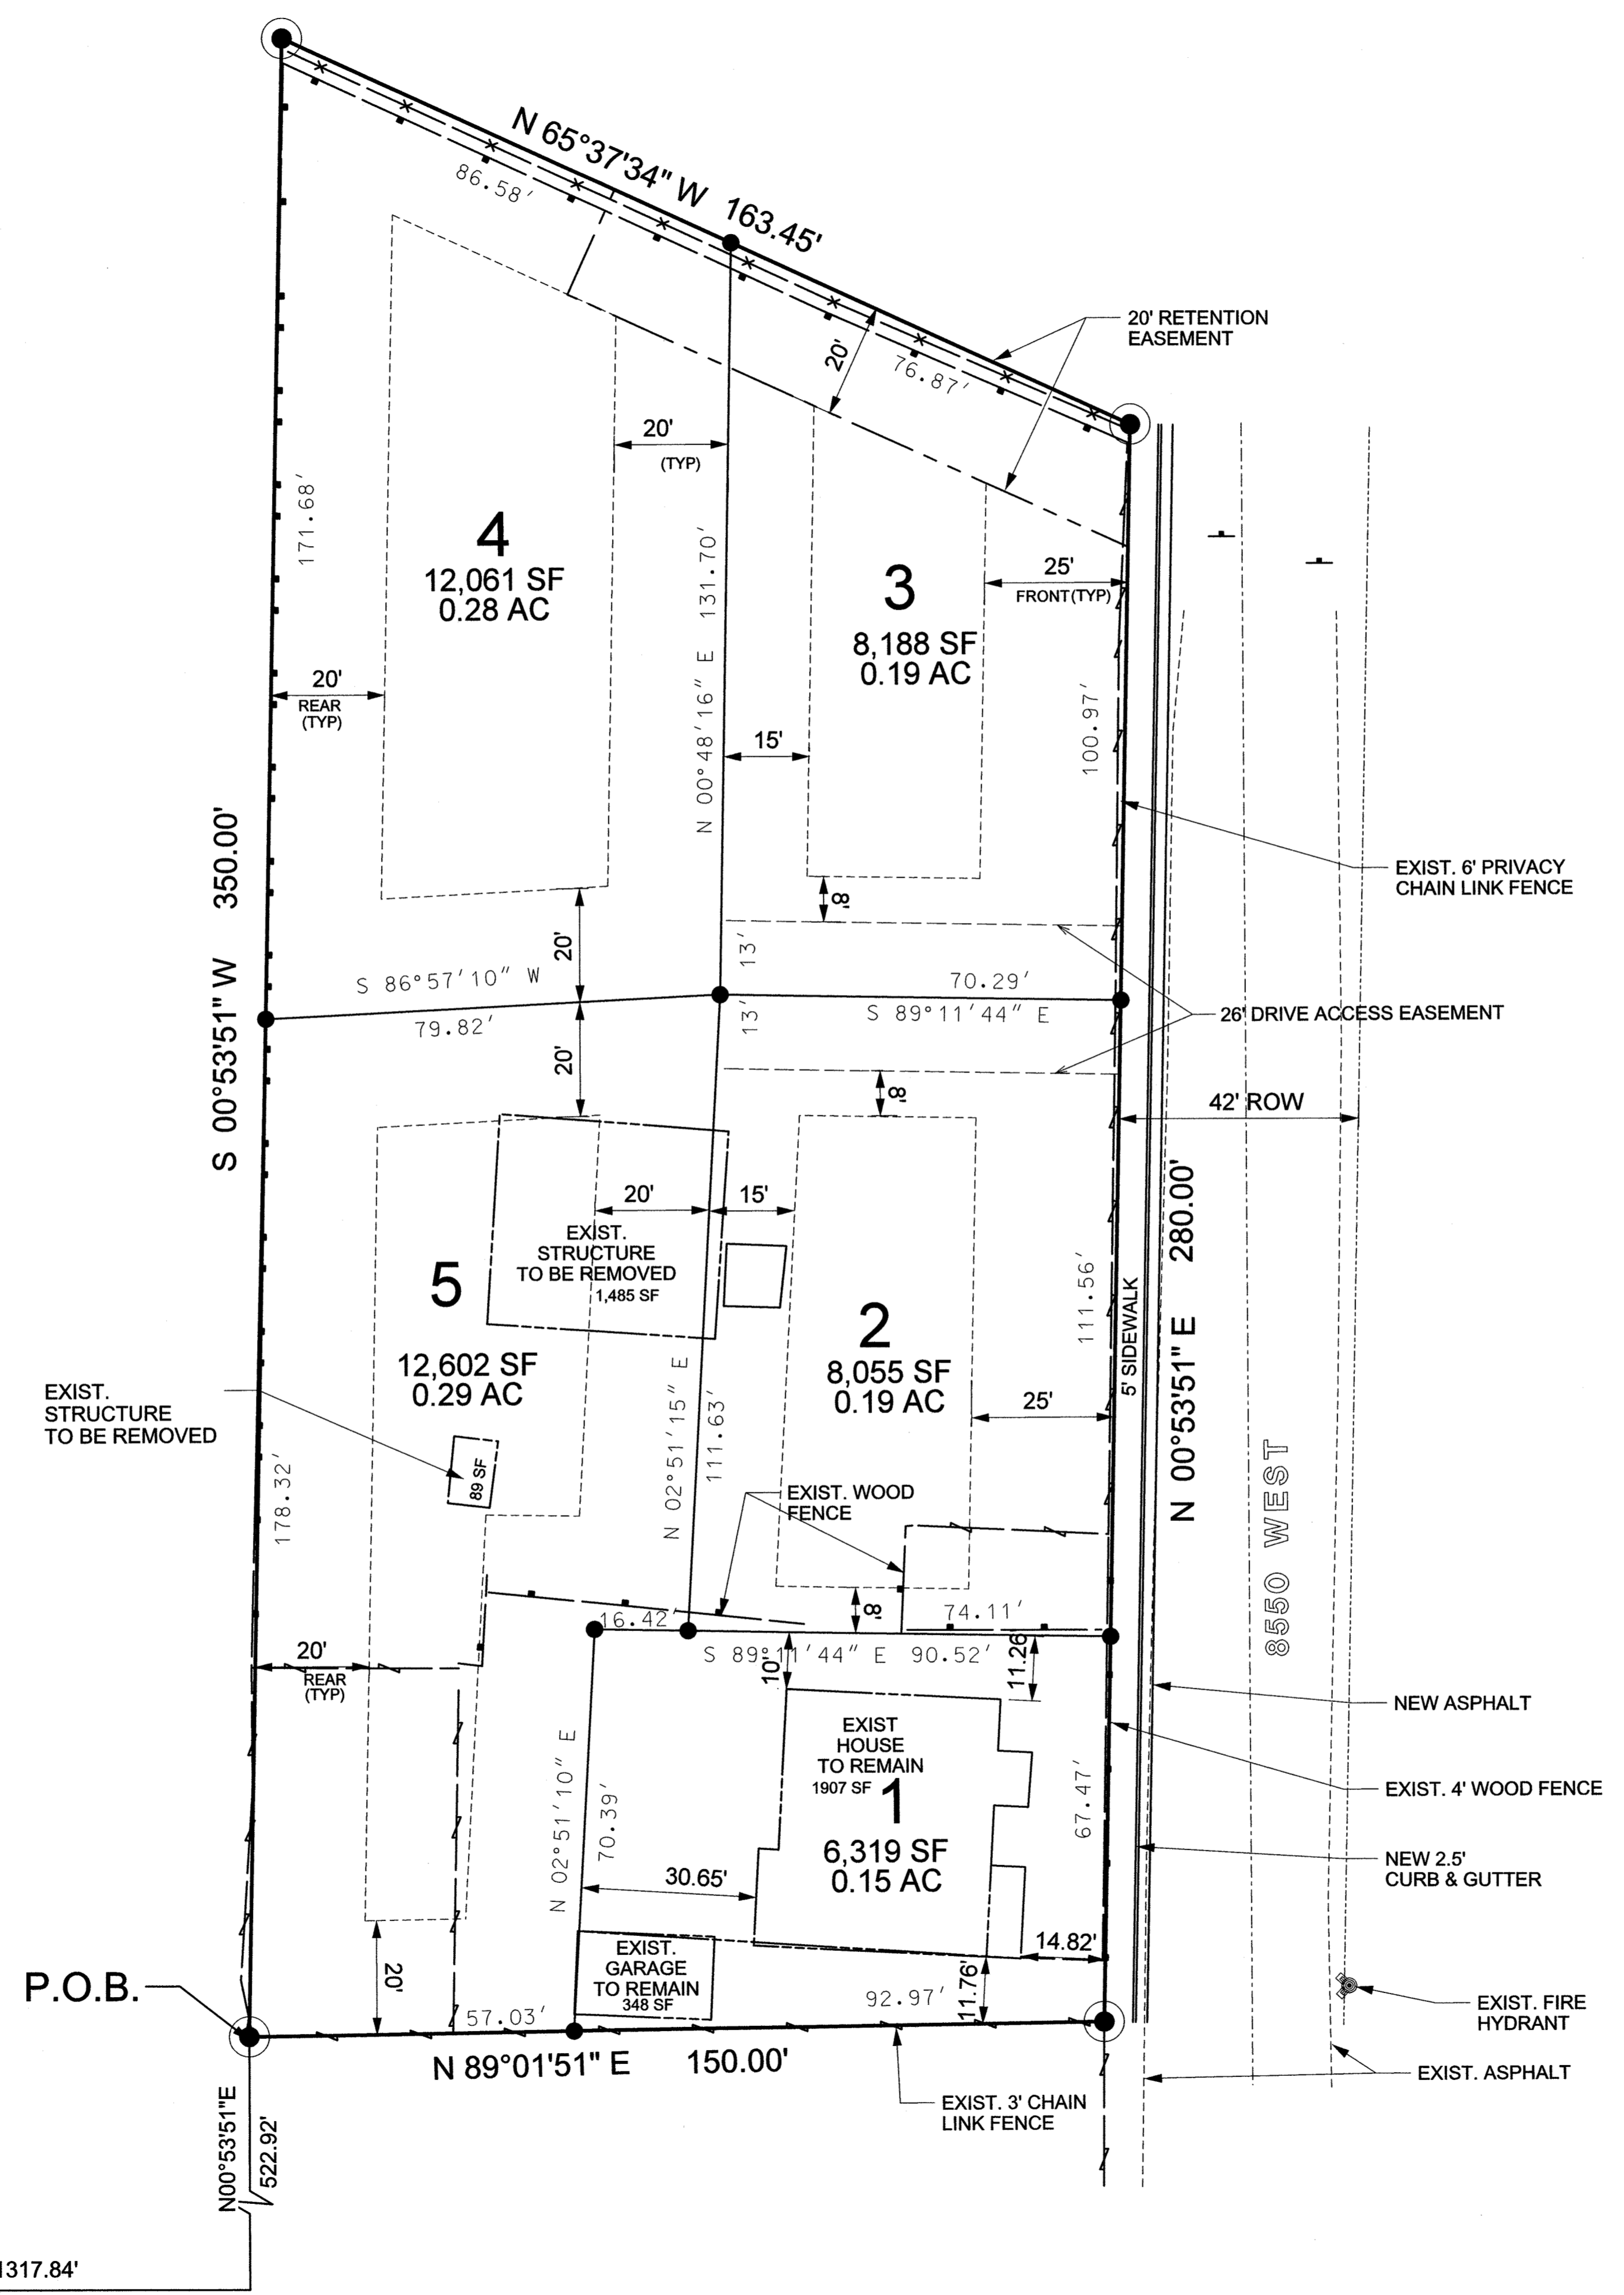 N 65°37'34" W 163.45'
86.58'
20' RETENTION
EASEMENT
20'
76.87'
20'
(TYP)
171.68'
4
12,061 SF
0.28 AC
N 00°48'16" E 131.70'
3
8,188 SF
0.19 AC
25'
FRONT(TYP)
20'
REAR
(TYP)
15'
100.97'
S 00°53'51" W 350.00'
EXIST. 6' PRIVACY
CHAIN LINK FENCE
8'
20'
13'
S 86°57'10" W
79.82'
70.29'
S 89°11'44" E
13'
26' DRIVE ACCESS EASEMENT
20'
8'
42' ROW
20'
15'
EXIST.
STRUCTURE
TO BE REMOVED
1,485 SF
5
12,602 SF
0.29 AC
2
8,055 SF
0.19 AC
111.56'
5' SIDEWALK
N 00°53'51" E 280.00'
EXIST.
STRUCTURE
TO BE REMOVED
89 SF
N 02°51'15" E
111.63'
25'
8550 WEST
178.32'
EXIST. WOOD
FENCE
16.42'
8'
74.11'
S 89°11'44" E 90.52'
20'
REAR
(TYP)
10'
11.26'
NEW ASPHALT
EXIST
HOUSE
TO REMAIN
1907 SF
1
6,319 SF
0.15 AC
N 02°51'10" E
70.39'
67.47'
EXIST. 4' WOOD FENCE
NEW 2.5'
CURB & GUTTER
30.65'
14.82'
EXIST.
GARAGE
TO REMAIN
348 SF
20'
P.O.B.
57.03'
92.97'
11.76'
EXIST. FIRE
HYDRANT
N 89°01'51" E 150.00'
EXIST. ASPHALT
EXIST. 3' CHAIN
LINK FENCE
N00°53'51"E
522.92'
1317.84'